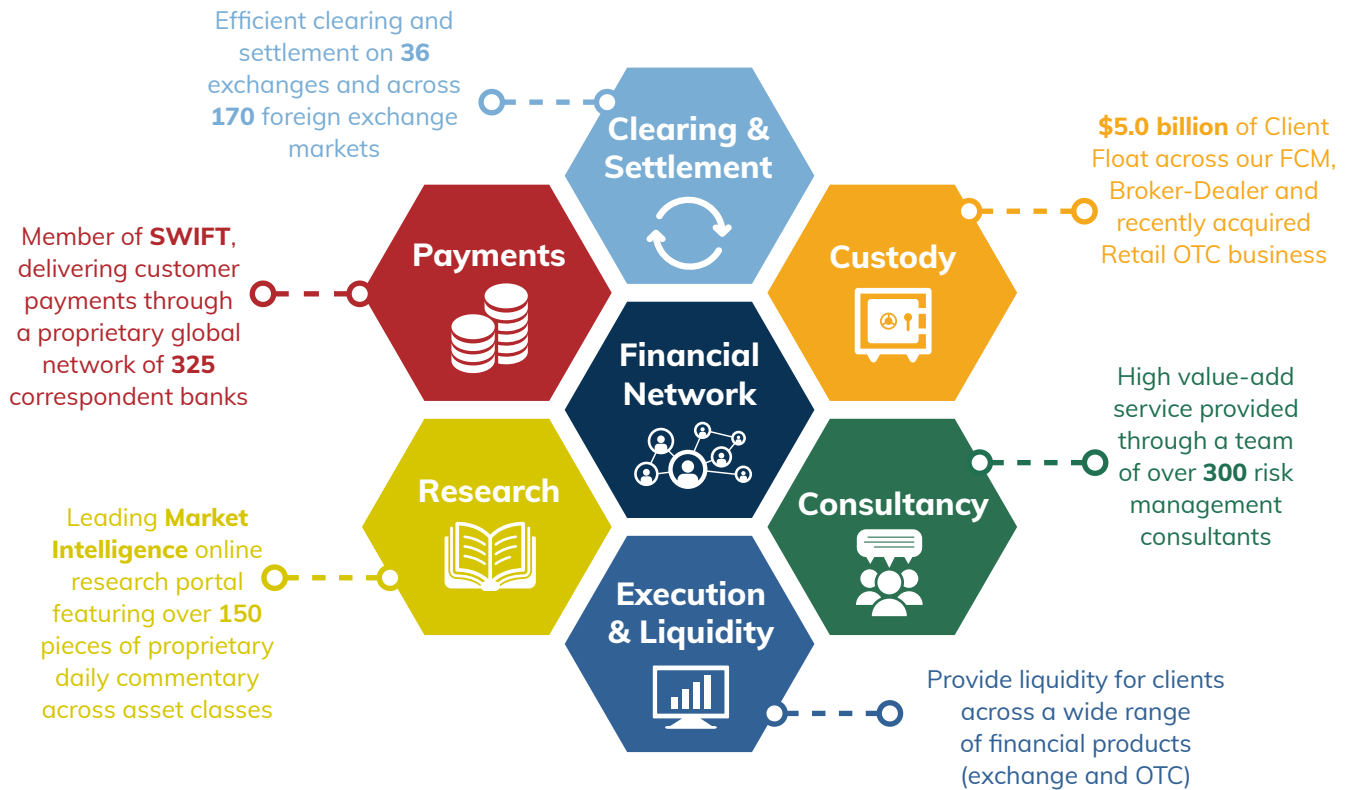 Efficient clearing and
settlement on 36
exchanges and across
170 foreign exchange
markets
Clearing &
Settlement
$5.0 billion of Client
Float across our FCM,
Broker-Dealer and
recently acquired
Retail OTC business
Custody
Member of SWIFT,
delivering customer
payments through
a proprietary global
network of 325
correspondent banks
Payments
Financial
Network
High value-add
service provided
through a team
of over 300 risk
management
consultants
Consultancy
Research
Leading Market
Intelligence online
research portal
featuring over 150
pieces of proprietary
daily commentary
across asset classes
Execution
& Liquidity
Provide liquidity for clients
across a wide range
of financial products
(exchange and OTC)